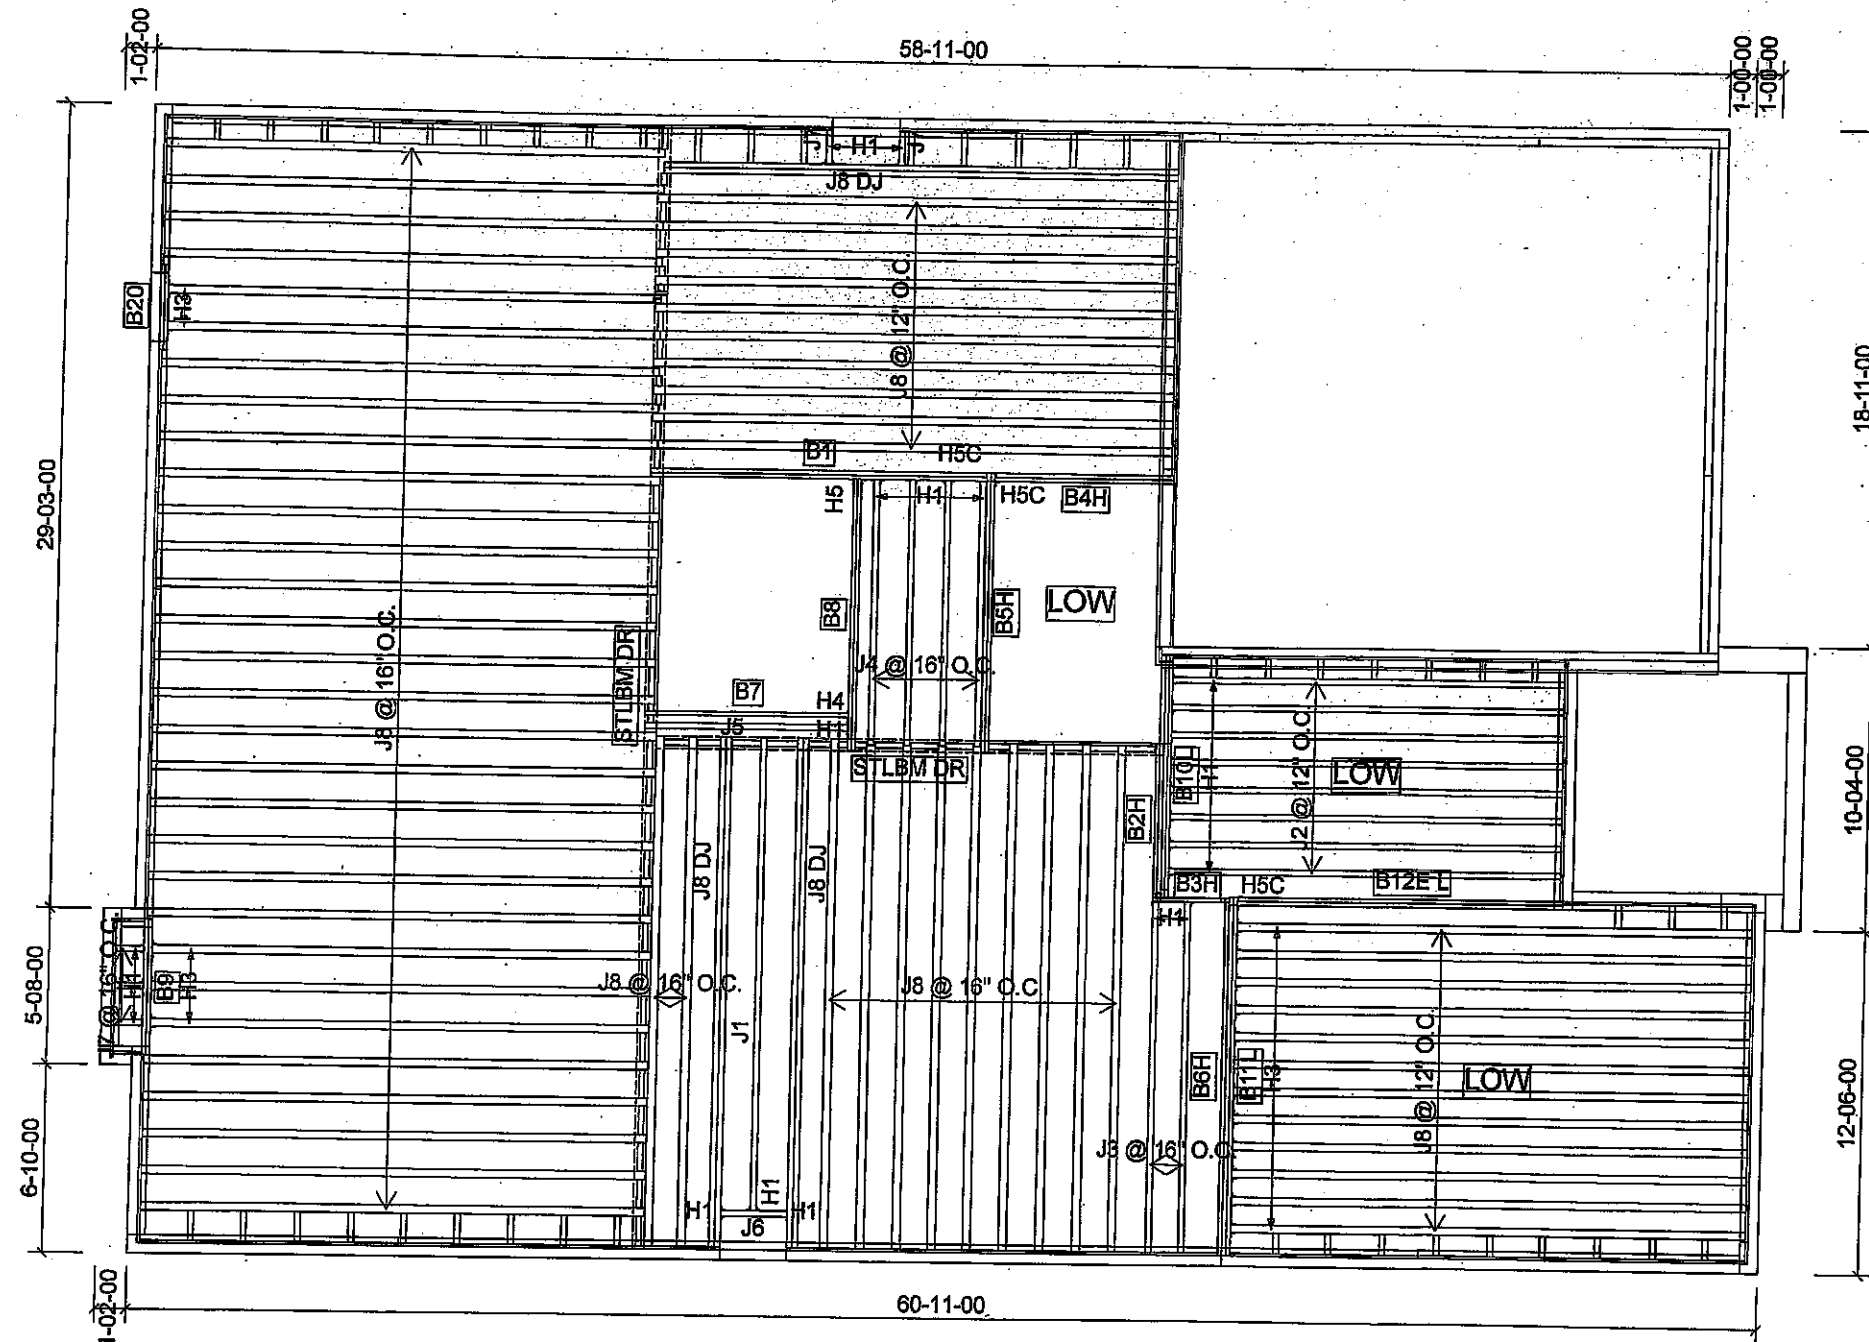 1-02-00
58-11-00
1-00-00
1-00-00
H1
J8 DJ
18-11-00
B20
H3
J8 @ 12" O.C.
B1
H5C
29-03-00
H5
H1
H5C
B4H
LOW
B8
B5H
STLBM DR
J8 @ 16" O.C.
J4 @ 16" O.C.
B7
H4
J5
H1
STLBM DR
B10L
H1
J2 @ 12" O.C.
LOW
10-04-00
B2H
J8 DJ
J8 DJ
B3H
H5C
B12E L
H1
5-08-00
@ 16" O.C.
H1
B9
H3
J8 @ 16" O.C.
J8 @ 16" O.C
J1
B6H
B11L
H3
J8 @ 12" O.C.
LOW
12-06-00
6-10-00
J3 @ 16" O.C.
H1
H1
H1
J6
1-02-00
60-11-00